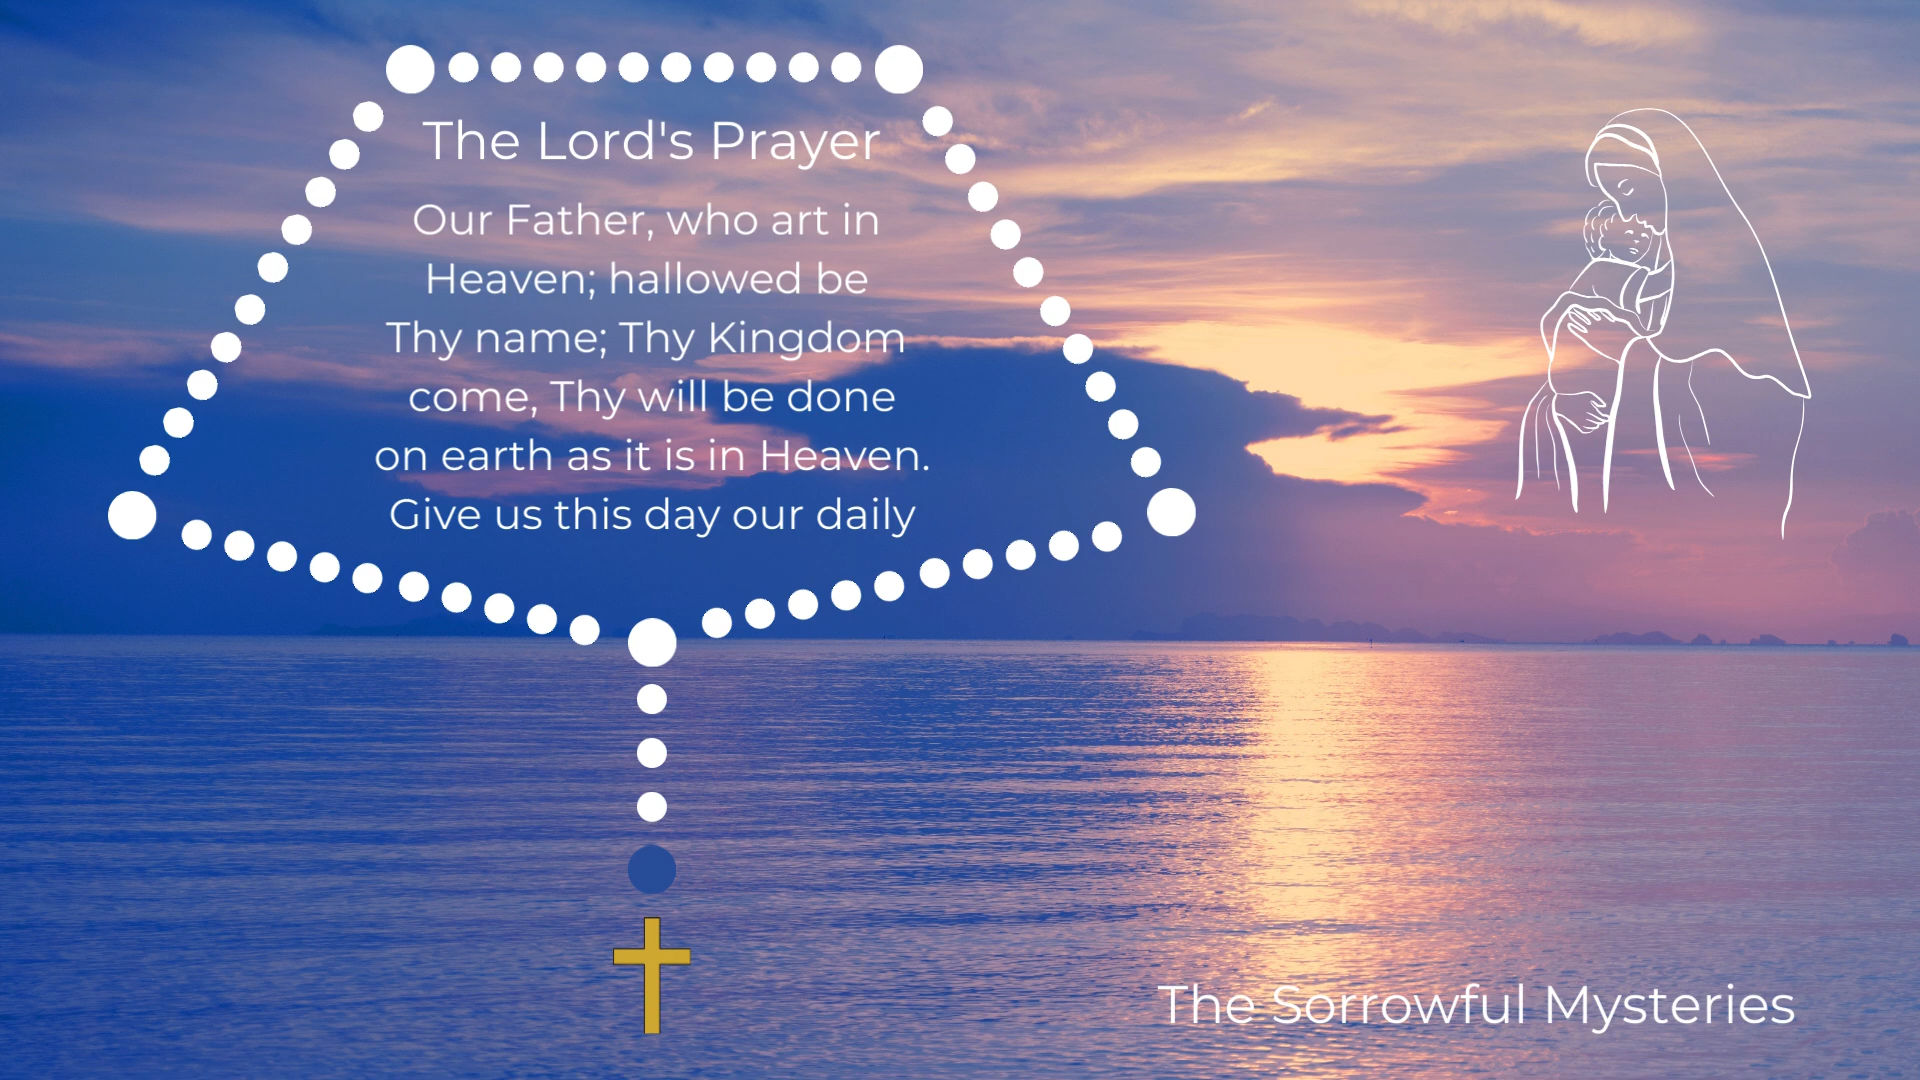 The Lord's Prayer
Our Father, who art in
Heaven; hallowed be
Thy name; Thy Kingdom
come, Thy will be done
on earth as it is in Heaven.
Give us this day our daily
The Sorrowful Mysteries